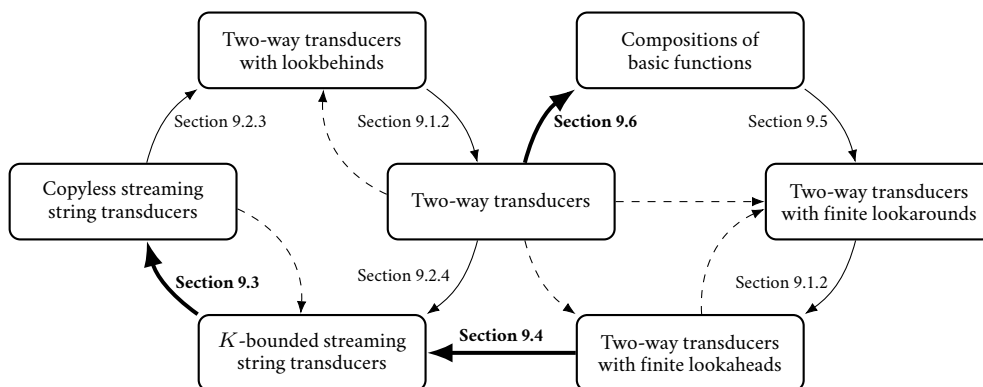 Two-way transducers
with lookbehinds
Compositions of
basic functions
Section 9.2.3
Section 9.1.2
Section 9.6
Section 9.5
Copyless streaming
string transducers
Two-way transducers
Two-way transducers
with finite lookarounds
Section 9.3
Section 9.2.4
Section 9.1.2
K-bounded streaming
string transducers
Section 9.4
Two-way transducers
with finite lookaheads